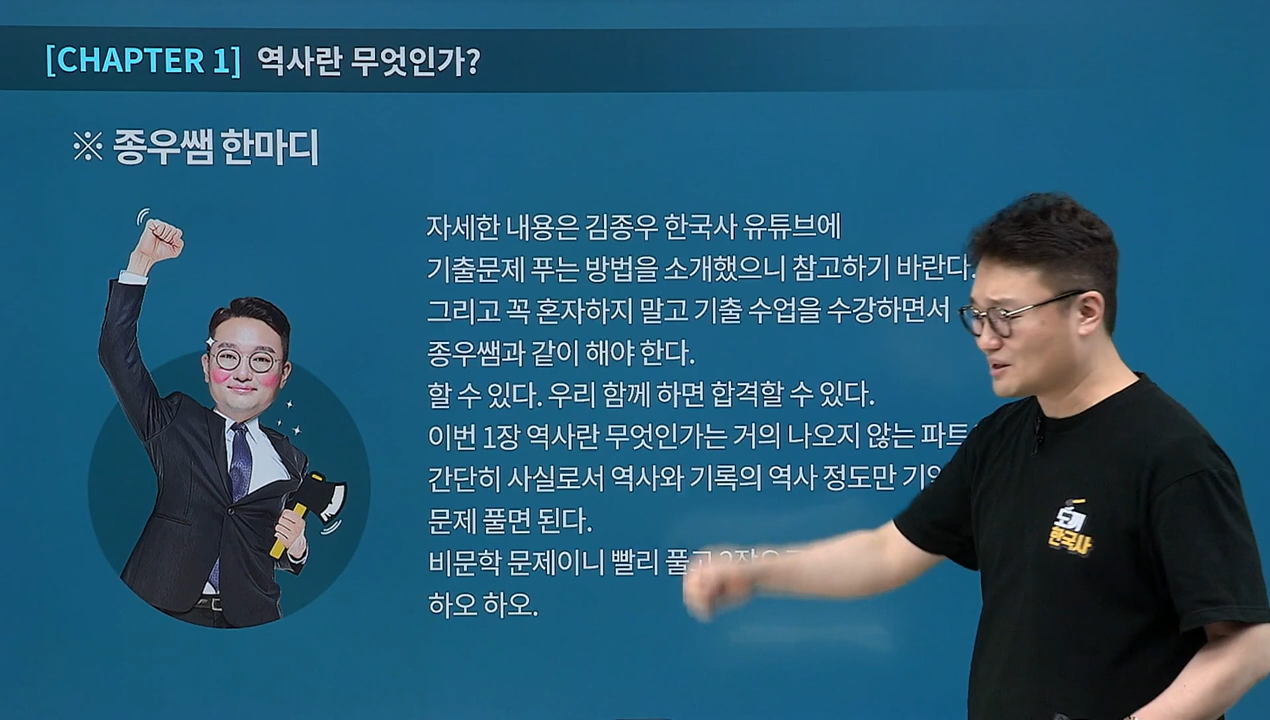 [CHAPTER 1] 역사란 무엇인가?
※ 종우쌤 한마디
자세한 내용은 김종우 한국사 유튜브에
기출문제 푸는 방법을 소개했으니 참고하기 바란다.
그리고 꼭 혼자하지 말고 기출 수업을 수강하면서
종우쌤과 같이 해야 한다.
할 수 있다. 우리 함께 하면 합격할 수 있다.
이번 1장 역사란 무엇인가는 거의 나오지 않는 파트
간단히 사실로서 역사와 기록의 역사 정도만
문제 풀면 된다.
비문학 문제이니 빨리 풀고
하오 하오.
도끼
한국사